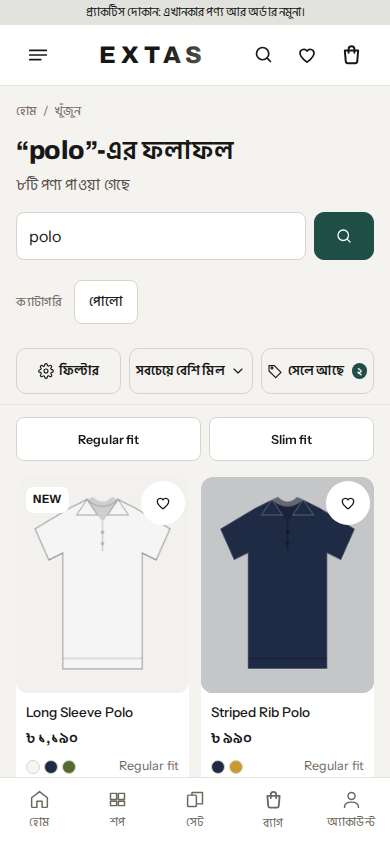 প্র্যাকটিস দোকান: এখানকার পণ্য আর অর্ডার নমুনা।
EXTAS
হোম / খুঁজুন
“polo”-এর ফলাফল
৮টি পণ্য পাওয়া গেছে
polo
ক্যাটাগরি পোলো
ফিল্টার সবচেয়ে বেশি মিল সেলে আছে ২
Regular fit Slim fit
NEW
Long Sleeve Polo Striped Rib Polo
৳ ১,১৯০ ৳ ৯৯০
Regular fit Regular fit
হোম শপ সেট ব্যাগ অ্যাকাউন্ট